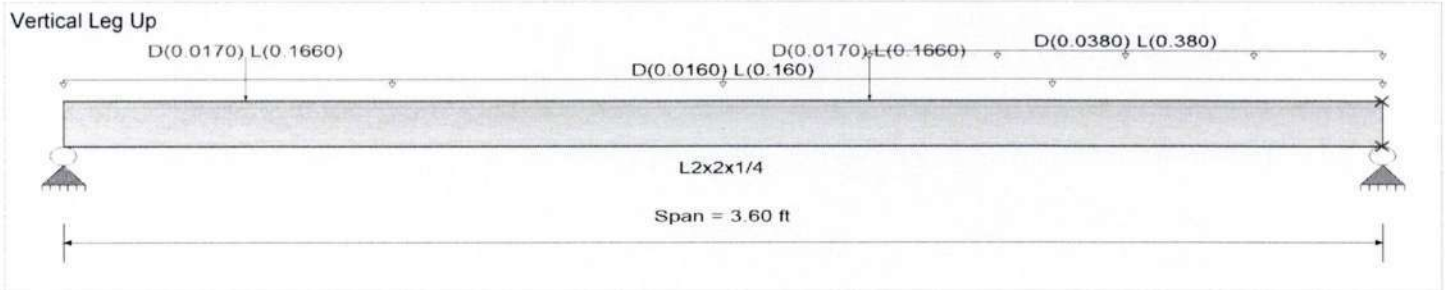 Vertical Leg Up
D(0.0170) L(0.1660)
D(0.0170) L(0.1660)
D(0.0380) L(0.380)
D(0.0160) L(0.160)
L2x2x1/4
Span = 3.60 ft